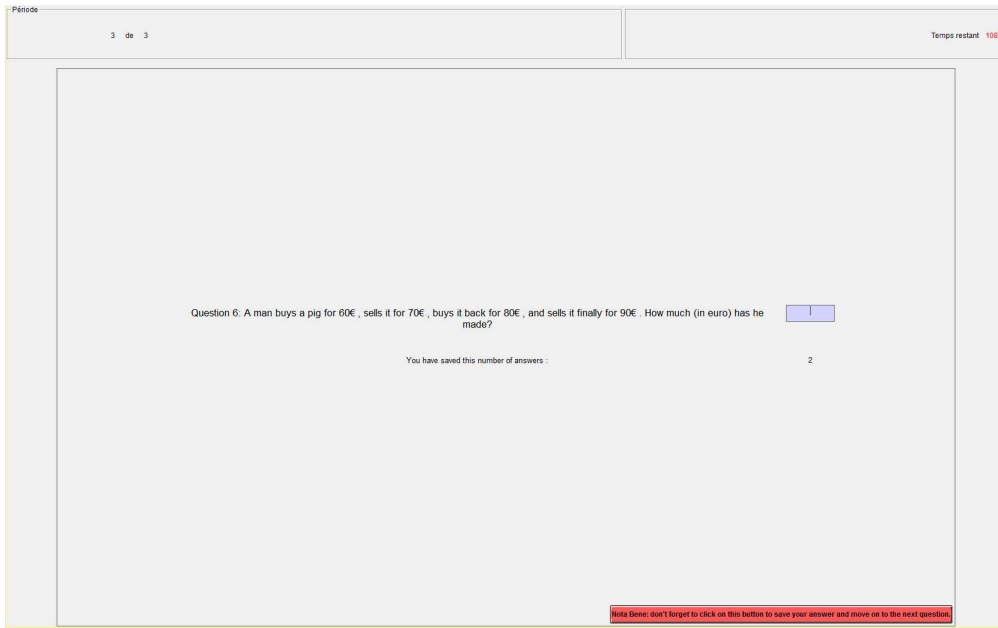 Période
3 de 3
Temps restant 108
Question 6: A man buys a pig for 60€ , sells it for 70€ , buys it back for 80€ , and sells it finally for 90€ . How much (in euro) has he
made?
You have saved this number of answers : 2
Nota Bene: don't forget to click on this button to save your answer and move on to the next question.